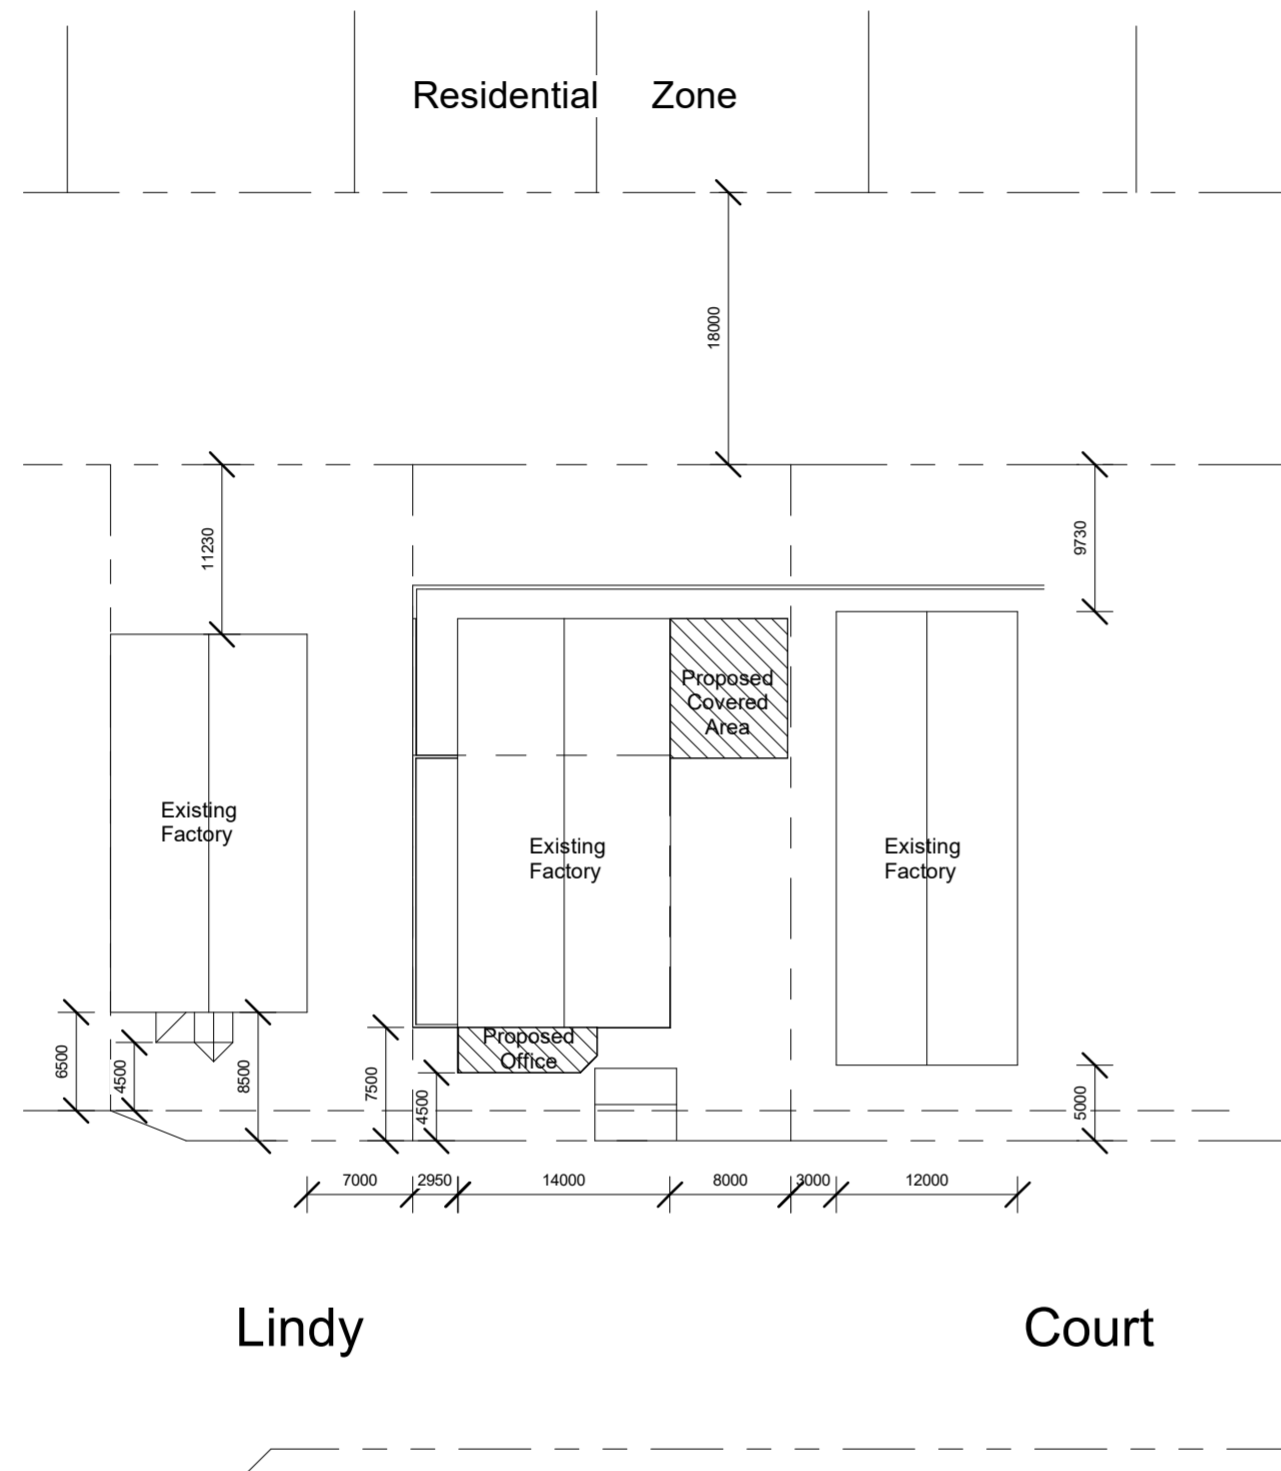 Residential Zone
18000
11230
9730
Proposed
Covered
Area
Existing
Factory
Existing
Factory
Existing
Factory
Proposed
Office
6500
4500
8500
7500
4500
5000
7000
2950
14000
8000
3000
12000
Lindy Court